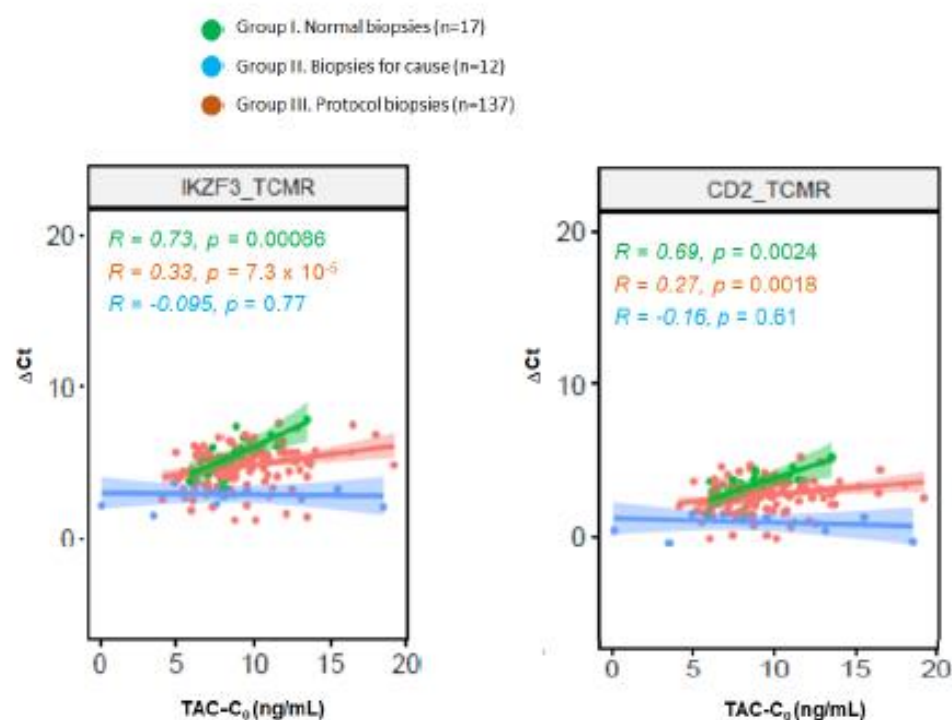 Group I. Normal biopsies (n=17)
Group II. Biopsies for cause (n=12)
Group III. Protocol biopsies (n=137)
IKZF3_TCMR
R = 0.73, p = 0.00086
R = 0.33, p = 7.3 x 10⁻⁵
R = -0.095, p = 0.77
ΔCt
20
10
0
0 5 10 15 20
TAC-C₀ (ng/mL)
CD2_TCMR
R = 0.69, p = 0.0024
R = 0.27, p = 0.0018
R = -0.16, p = 0.61
ΔCt
20
10
0
0 5 10 15 20
TAC-C₀ (ng/mL)